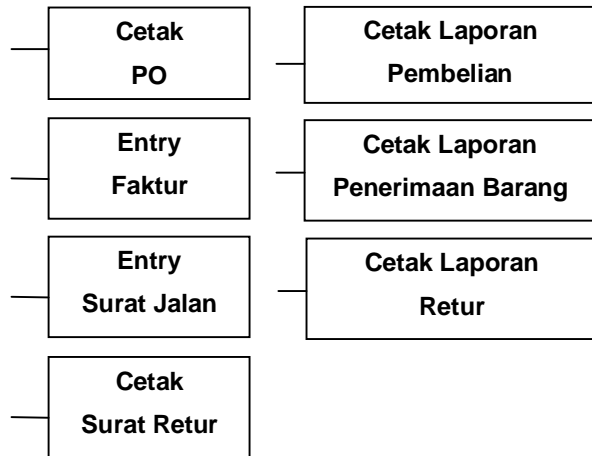 Cetak
PO
Entry
Faktur
Entry
Surat Jalan
Cetak
Surat Retur
Cetak Laporan
Pembelian
Cetak Laporan
Penerimaan Barang
Cetak Laporan
Retur